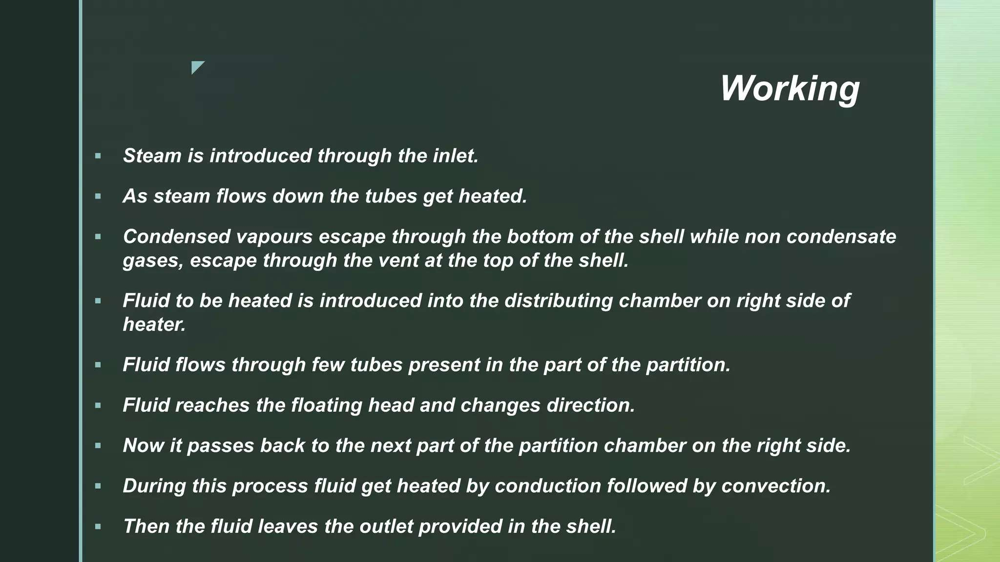 Working
▪ Steam is introduced through the inlet.
▪ As steam flows down the tubes get heated.
▪ Condensed vapours escape through the bottom of the shell while non condensate
gases, escape through the vent at the top of the shell.
▪ Fluid to be heated is introduced into the distributing chamber on right side of
heater.
▪ Fluid flows through few tubes present in the part of the partition.
▪ Fluid reaches the floating head and changes direction.
▪ Now it passes back to the next part of the partition chamber on the right side.
▪ During this process fluid get heated by conduction followed by convection.
▪ Then the fluid leaves the outlet provided in the shell.